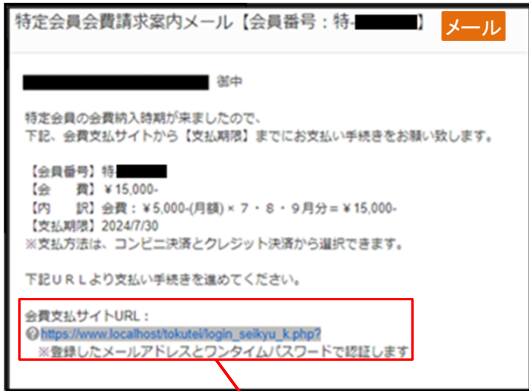 特定会員会費請求案内メール【会員番号：特-】 メール
御中
特定会員の会費納入時期が来ましたので、
下記、会費支払サイトから【支払期限】までにお支払い手続きをお願い致します。
【会員番号】特-
【会　　費】￥15,000-
【内　　訳】会費：￥5,000-(月額)×７・８・９月分＝￥15,000-
【支払期限】2024/7/30
※支払方法は、コンビニ決済とクレジット決済から選択できます。
下記ＵＲＬより支払い手続きを進めてください。
会費支払サイトURL：
https://www.localhost/tokutei/login_seikyu_k.php?
※登録したメールアドレスとワンタイムパスワードで認証します